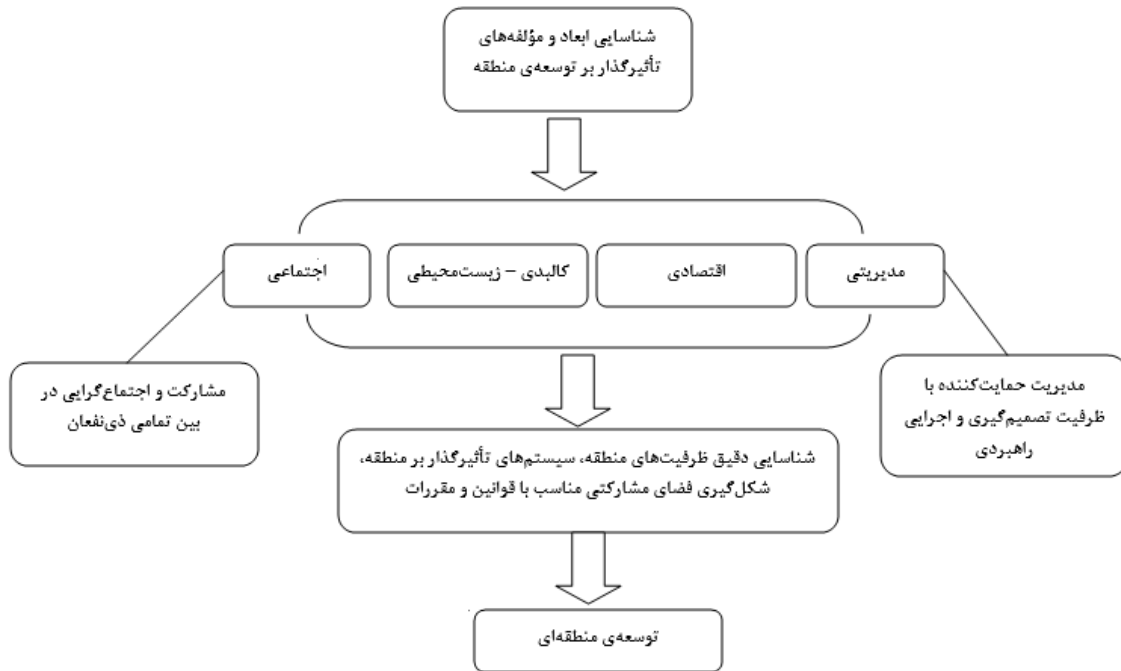 شناسایی ابعاد و مؤلفه‌های
تأثیرگذار بر توسعه‌ی منطقه
مدیریتی
اقتصادی
کالبدی – زیست‌محیطی
اجتماعی
مدیریت حمایت‌کننده با
ظرفیت تصمیم‌گیری و اجرایی
راهبردی
مشارکت و اجتماع‌گرایی در
بین تمامی ذی‌نفعان
شناسایی دقیق ظرفیت‌های منطقه، سیستم‌های تأثیرگذار بر منطقه،
شکل‌گیری فضای مشارکتی مناسب با قوانین و مقررات
توسعه‌ی منطقه‌ای